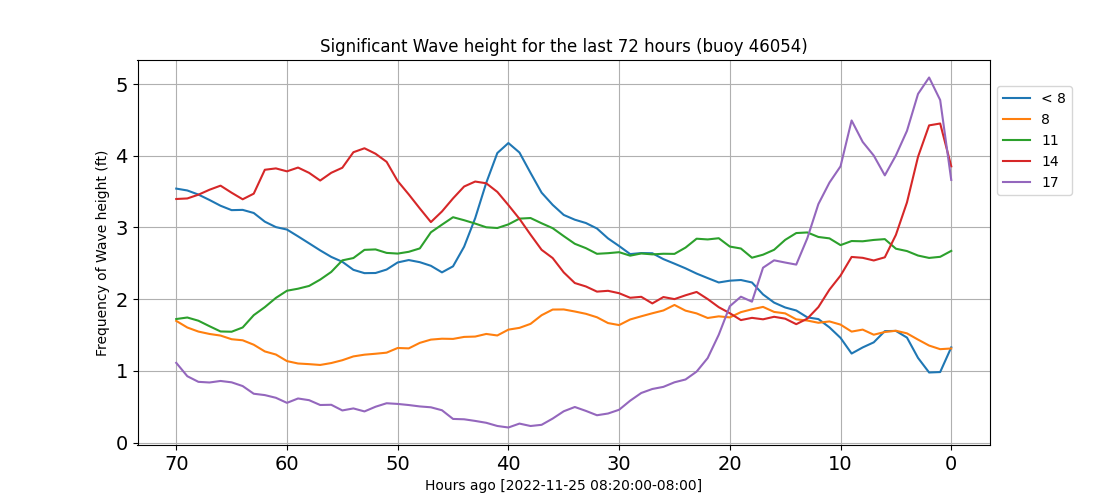 Significant Wave height for the last 72 hours (buoy 46054)
Frequency of Wave height (ft)
5
4
3
2
1
0
70 60 50 40 30 20 10 0
Hours ago [2022-11-25 08:20:00-08:00]
< 8
8
11
14
17